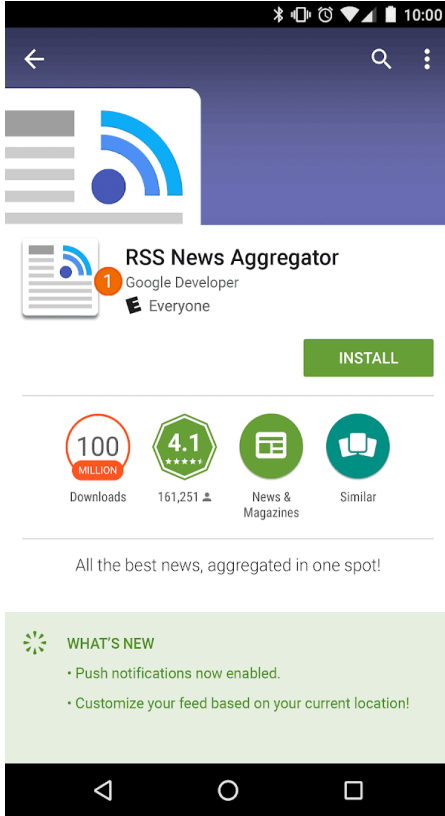 10:00
RSS News Aggregator
1
Google Developer
E Everyone
INSTALL
100
MILLION
4.1
Downloads
161,251
News &
Magazines
Similar
All the best news, aggregated in one spot!
WHAT'S NEW
• Push notifications now enabled.
• Customize your feed based on your current location!